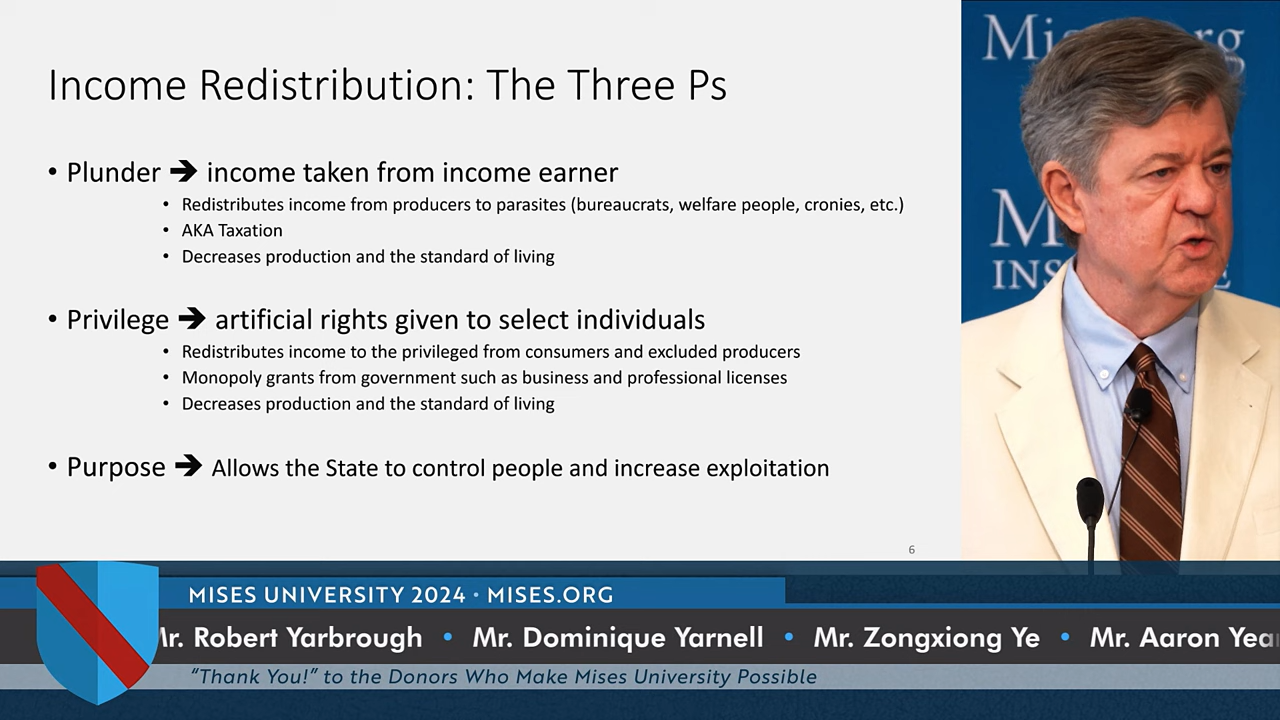 Income Redistribution: The Three Ps
• Plunder ➔ income taken from income earner
• Redistributes income from producers to parasites (bureaucrats, welfare people, cronies, etc.)
• AKA Taxation
• Decreases production and the standard of living
• Privilege ➔ artificial rights given to select individuals
• Redistributes income to the privileged from consumers and excluded producers
• Monopoly grants from government such as business and professional licenses
• Decreases production and the standard of living
• Purpose ➔ Allows the State to control people and increase exploitation
6
MISES UNIVERSITY 2024 • MISES.ORG
Mr. Robert Yarbrough • Mr. Dominique Yarnell • Mr. Zongxiong Ye • Mr. Aaron
"Thank You!" to the Donors Who Make Mises University Possible